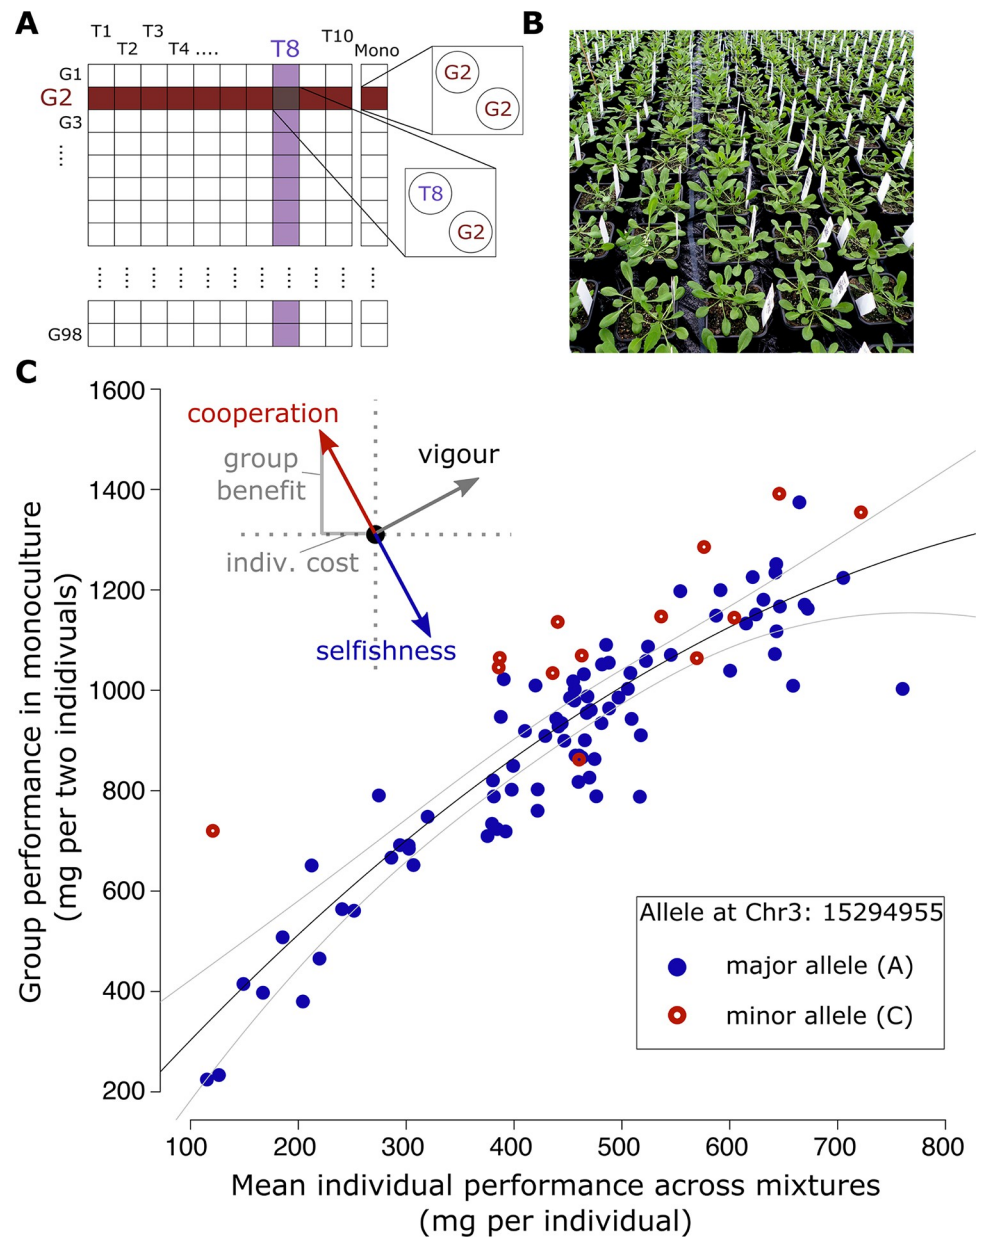 A
T1
T3
T2
T4 ....
T8
T10
Mono
G1
G2
G3
....
G98
G2
G2
T8
G2
B
C
Group performance in monoculture
(mg per two indidivuals)
1600
1400
1200
1000
800
600
400
200
cooperation
group
benefit
vigour
indiv. cost
selfishness
Allele at Chr3: 15294955
major allele (A)
minor allele (C)
100
200
300
400
500
600
700
800
Mean individual performance across mixtures
(mg per individual)